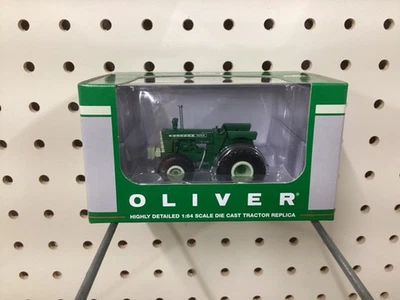 OLIVER®
HIGHLY DETAILED 1:64 SCALE DIE CAST TRACTOR REPLICA